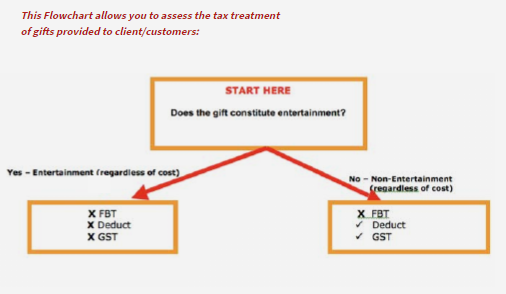 This Flowchart allows you to assess the tax treatment
of gifts provided to client/customers:
START HERE
Does the gift constitute entertainment?
Yes – Entertainment (regardless of cost)
No – Non-Entertainment
(regardless of cost)
X FBT
X Deduct
X GST
X FBT
✓ Deduct
✓ GST